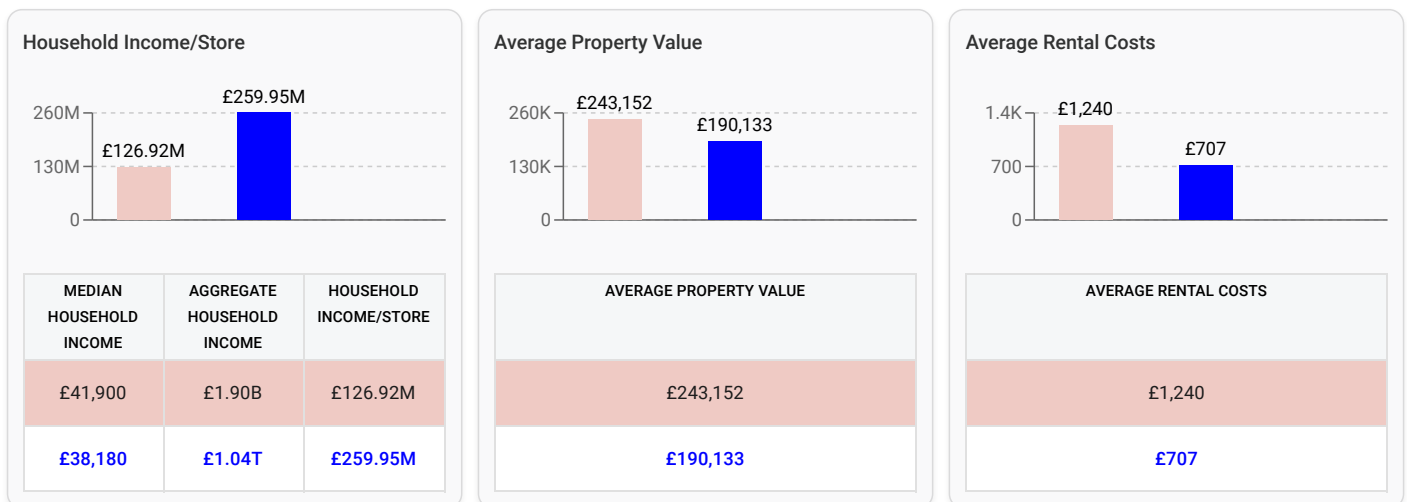 Household Income/Store
£259.95M
260M
£126.92M
130M
0
MEDIAN HOUSEHOLD INCOME
AGGREGATE HOUSEHOLD INCOME
HOUSEHOLD INCOME/STORE
£41,900
£1.90B
£126.92M
£38,180
£1.04T
£259.95M
Average Property Value
£243,152
260K
£190,133
130K
0
AVERAGE PROPERTY VALUE
£243,152
£190,133
Average Rental Costs
£1,240
1.4K
£707
700
0
AVERAGE RENTAL COSTS
£1,240
£707